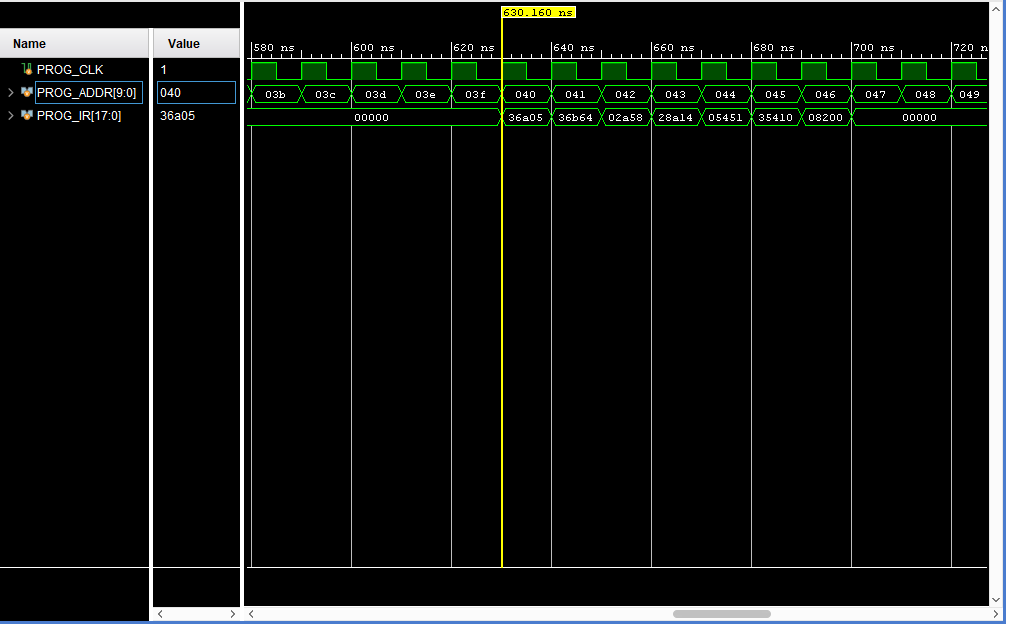 630.160 ns
Name Value 580 ns 600 ns 620 ns 640 ns 660 ns 680 ns 700 ns 720 n
PROG_CLK 1
PROG_ADDR[9:0] 040 03b 03c 03d 03e 03f 040 041 042 043 044 045 046 047 048 049
PROG_IR[17:0] 36a05 00000 36a05 36b64 02a58 28a14 05451 35410 08200 00000